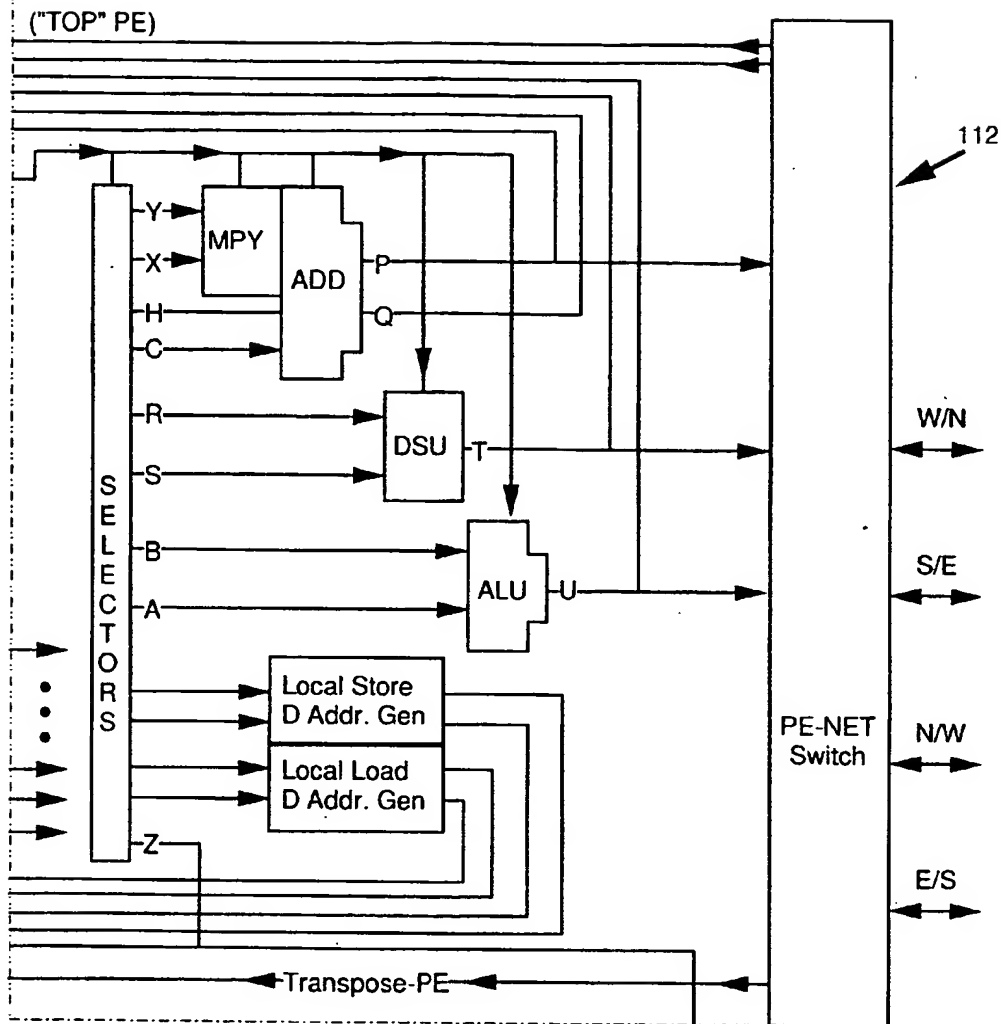 ("TOP" PE)
112
Y
MPY
X
ADD
P
H
Q
C
R
DSU
T
S
W/N
SELECTORS
B
ALU
U
A
S/E
Local Store
D Addr. Gen
Local Load
D Addr. Gen
PE-NET
Switch
N/W
Z
E/S
Transpose-PE